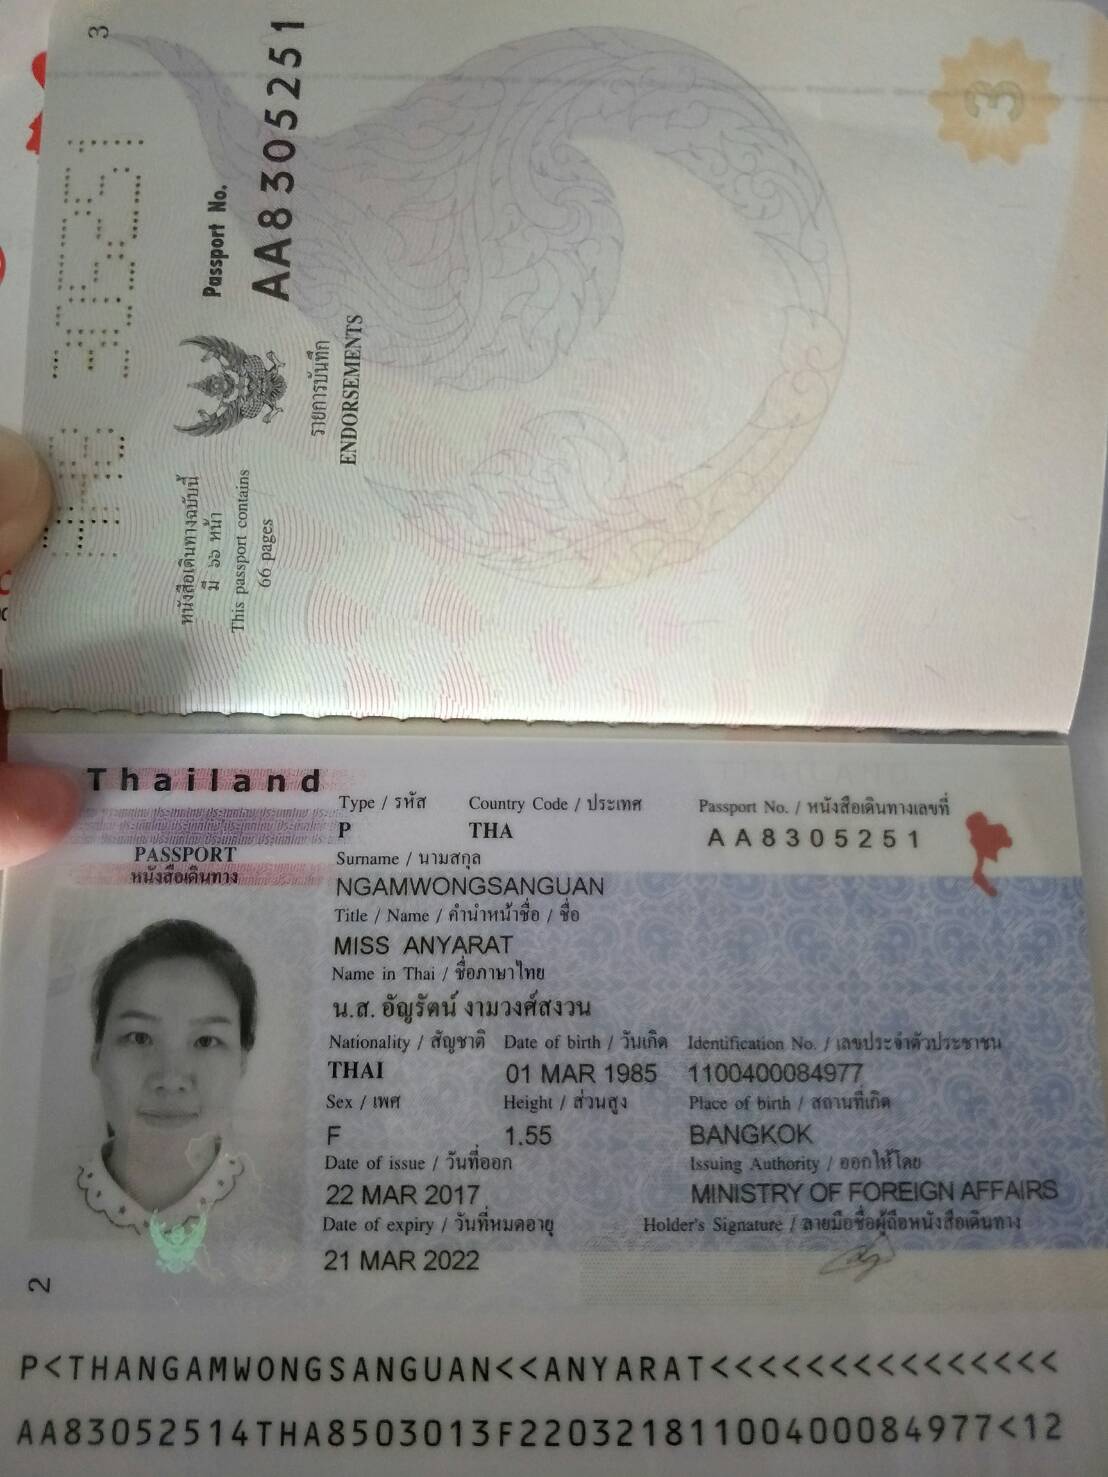 3
Passport No.
AA8305251
รายการบันทึก
ENDORSEMENTS
หนังสือเดินทางฉบับนี้
มี ๖๖ หน้า
This passport contains
66 pages
3
Thailand
PASSPORT
หนังสือเดินทาง
Type / รหัส Country Code / ประเทศ Passport No. / หนังสือเดินทางเลขที่
P THA AA8305251
Surname / นามสกุล
NGAMWONGSANGUAN
Title / Name / คำนำหน้าชื่อ / ชื่อ
MISS ANYARAT
Name in Thai / ชื่อภาษาไทย
น.ส. อัญรัตน์ งามวงศ์สงวน
Nationality / สัญชาติ Date of birth / วันเกิด Identification No. / เลขประจำตัวประชาชน
THAI 01 MAR 1985 1100400084977
Sex / เพศ Height / ส่วนสูง Place of birth / สถานที่เกิด
F 1.55 BANGKOK
Date of issue / วันที่ออก Issuing Authority / ออกให้โดย
22 MAR 2017 MINISTRY OF FOREIGN AFFAIRS
Date of expiry / วันที่หมดอายุ Holder's Signature / ลายมือชื่อผู้ถือหนังสือเดินทาง
21 MAR 2022
2
P<THANGAMWONGSANGUAN<<ANYARAT<<<<<<<<<<<<<<<
AA83052514THA8503013F22032181100400084977<12